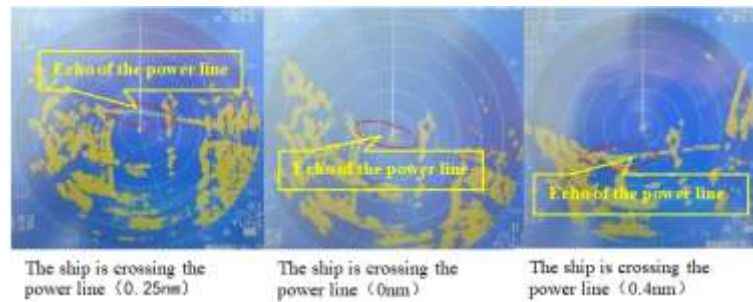 Echo of the power line
Echo of the power line
Echo of the power line
The ship is crossing the
power line（0.25nm）
The ship is crossing the
power line（0nm）
The ship is crossing the
power line（0.4nm）